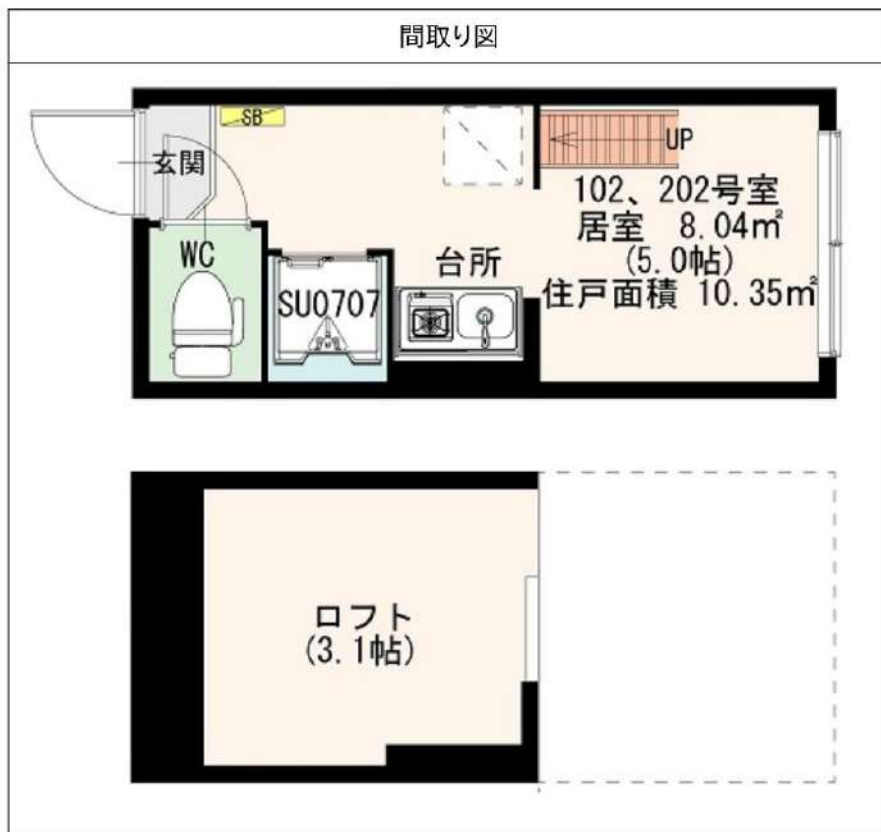 間取り図
SB
玄関
UP
102、202号室
居室 8.04㎡
(5.0帖)
住戸面積 10.35㎡
WC
台所
SU0707
ロフト
(3.1帖)